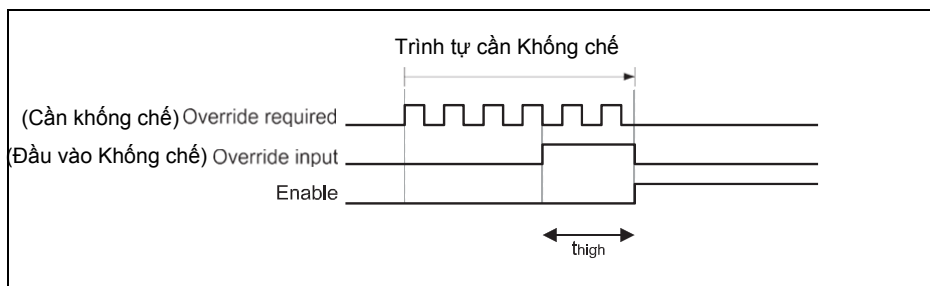 Trình tự cần Khống chế
(Cần khống chế) Override required
(Đầu vào Khống chế) Override input
Enable
thigh